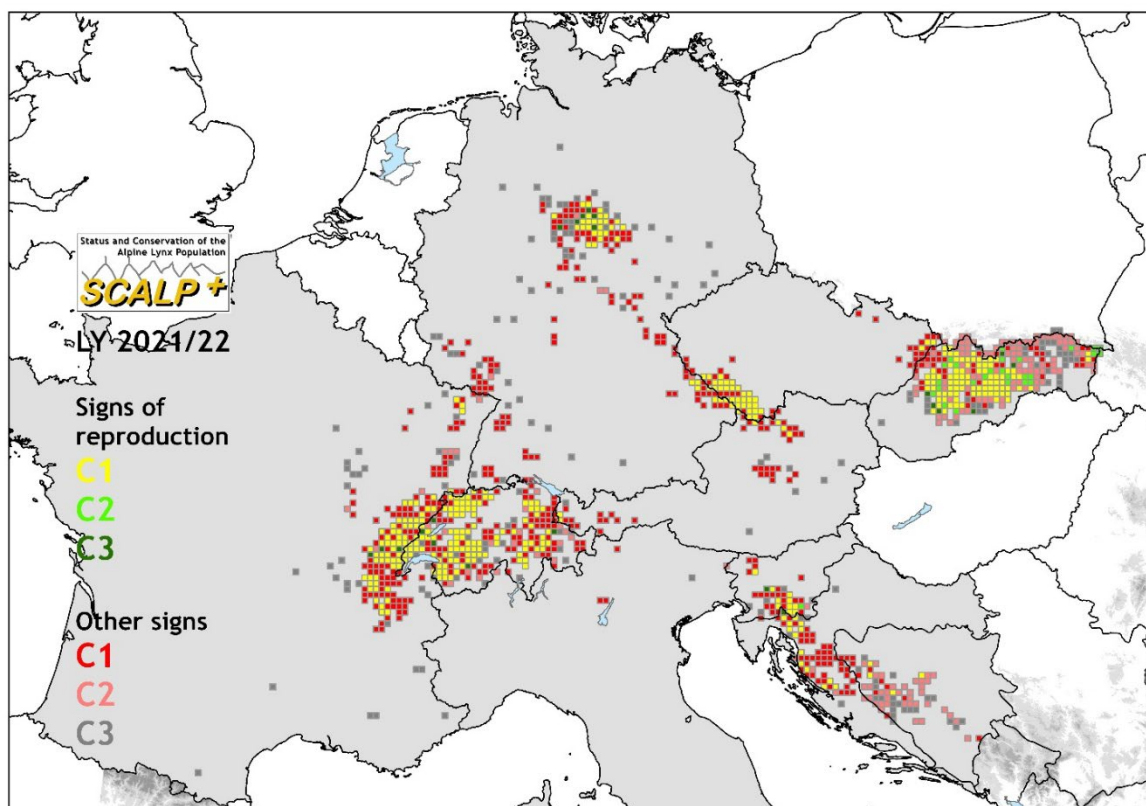 Status and Conservation of the
Alpine Lynx Population
SCALP +
LY 2021/22
Signs of
reproduction
C1
C2
C3
Other signs
C1
C2
C3